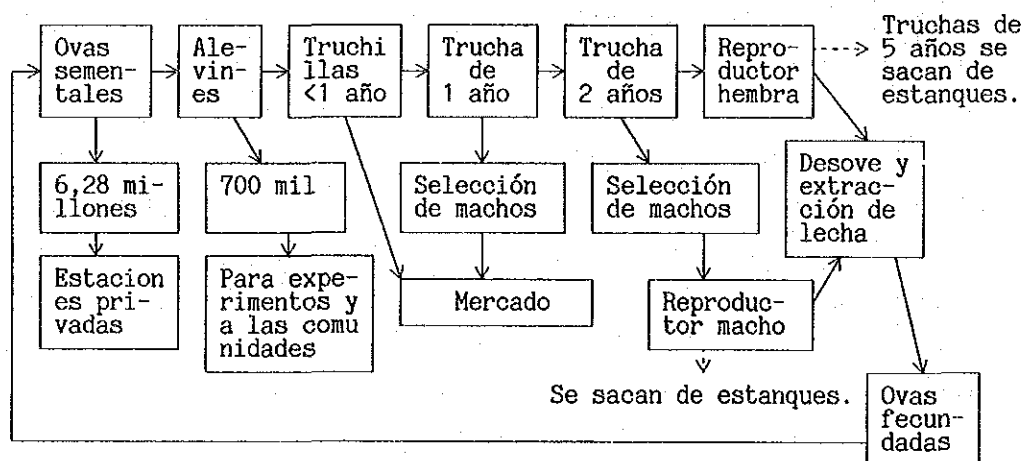 Ovas
semen-
tales
Ale-
vin-
es
Truchi
llas
<1 año
Trucha
de
1 año
Trucha
de
2 años
Repro-
ductor
hembra
Truchas de
5 años se
sacan de
estanques.
6,28 mi-
llones
700 mil
Selección
de machos
Selección
de machos
Desove y
extrac-
ción de
lecha
Estacion
es pri-
vadas
Para expe-
rimentos y
a las comu
nidades
Mercado
Reproduc-
tor macho
Se sacan de estanques.
Ovas
fecun-
dadas